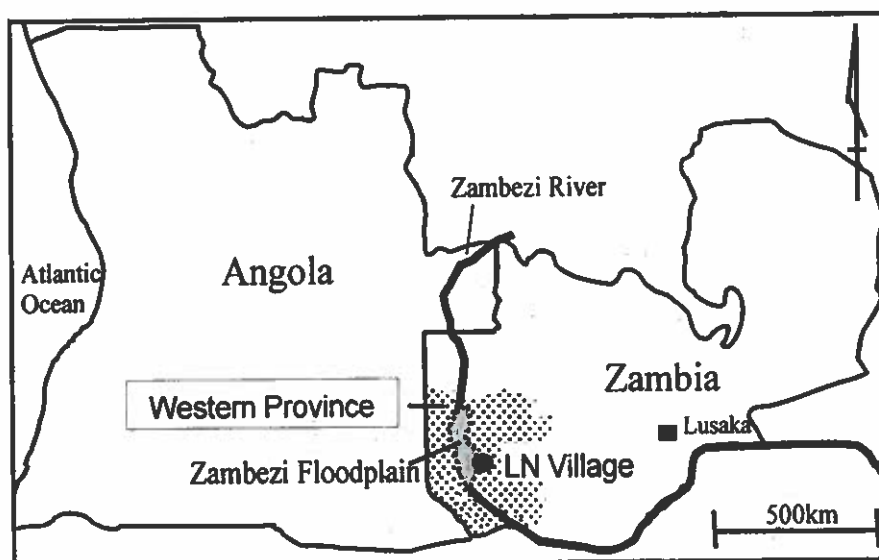 Zambezi River
Angola
Atlantic
Ocean
Zambia
Western Province
Lusaka
Zambezi Floodplain
LN Village
500km